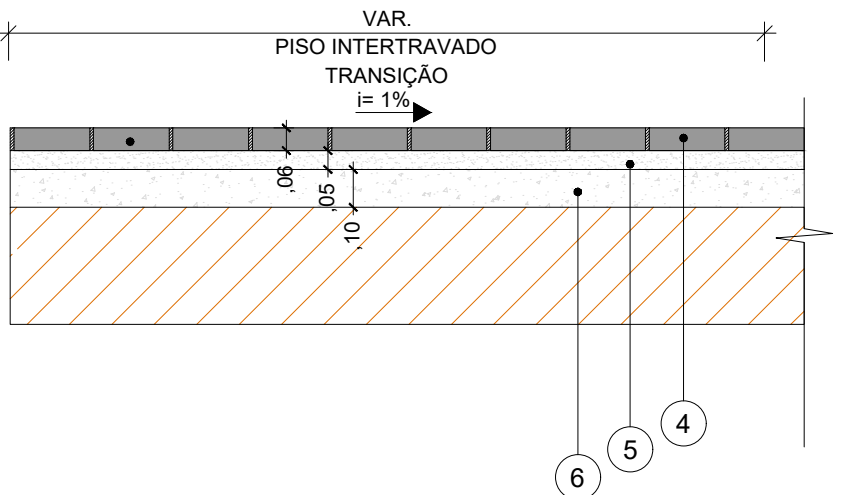 VAR.
PISO INTERTRAVADO
TRANSIÇÃO
i= 1%
,06
,05
,10
4
5
6